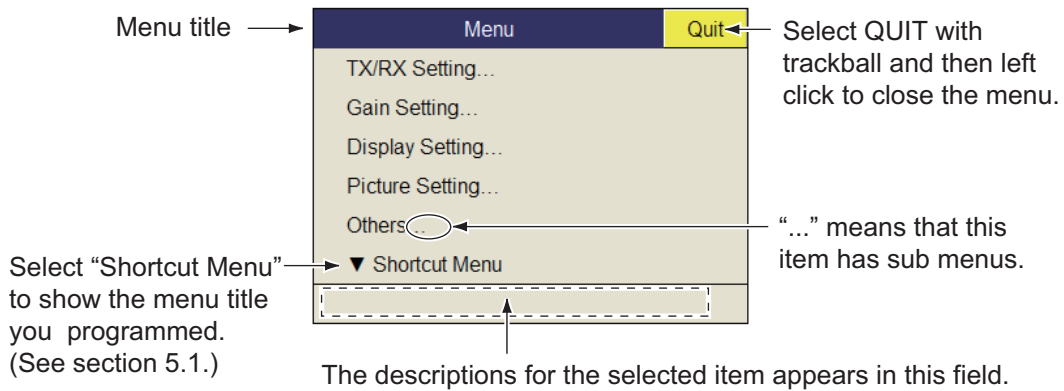 Menu title
Menu
Quit
Select QUIT with
trackball and then left
click to close the menu.
TX/RX Setting...
Gain Setting...
Display Setting...
Picture Setting...
Others...
"..." means that this
item has sub menus.
▼ Shortcut Menu
Select "Shortcut Menu"
to show the menu title
you programmed.
(See section 5.1.)
The descriptions for the selected item appears in this field.